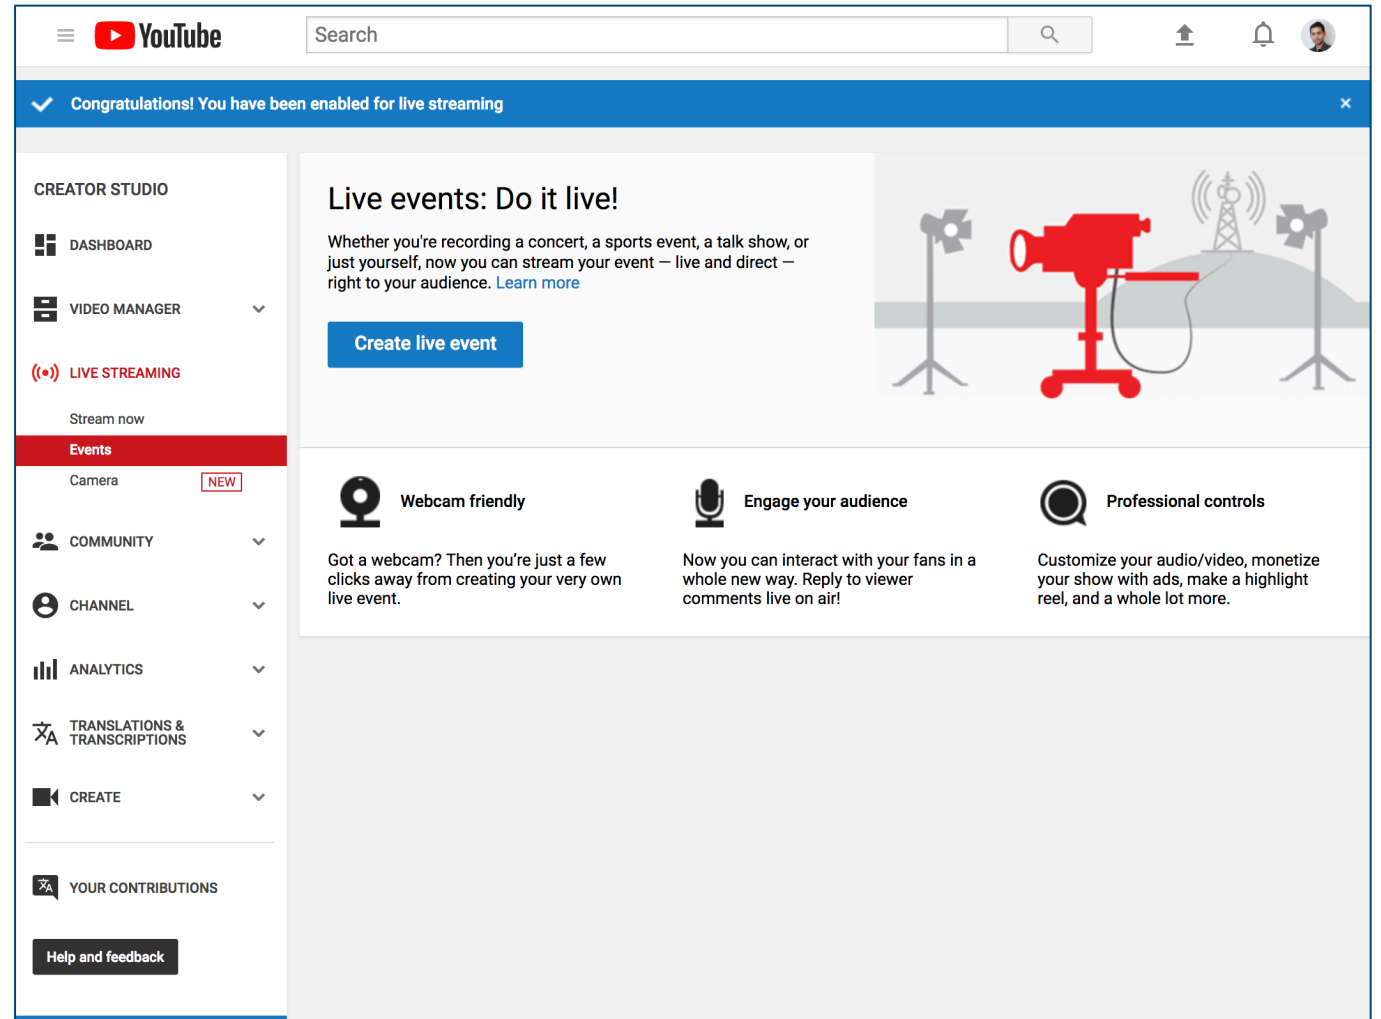 YouTube
Search
Congratulations! You have been enabled for live streaming
CREATOR STUDIO
DASHBOARD
VIDEO MANAGER
LIVE STREAMING
Stream now
Events
Camera NEW
COMMUNITY
CHANNEL
ANALYTICS
TRANSLATIONS &
TRANSCRIPTIONS
CREATE
YOUR CONTRIBUTIONS
Help and feedback
Live events: Do it live!
Whether you're recording a concert, a sports event, a talk show, or
just yourself, now you can stream your event — live and direct —
right to your audience. Learn more
Create live event
Webcam friendly
Got a webcam? Then you're just a few
clicks away from creating your very own
live event.
Engage your audience
Now you can interact with your fans in a
whole new way. Reply to viewer
comments live on air!
Professional controls
Customize your audio/video, monetize
your show with ads, make a highlight
reel, and a whole lot more.